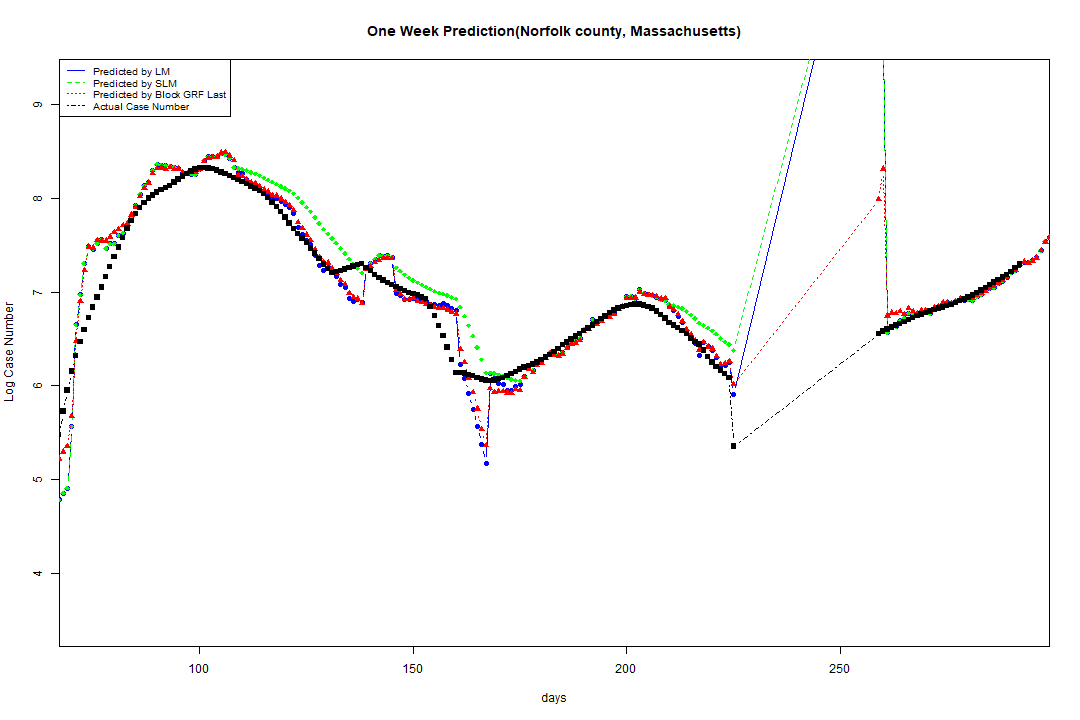 One Week Prediction(Norfolk county, Massachusetts)
Predicted by LM
Predicted by SLM
Predicted by Block GRF Last
Actual Case Number
Log Case Number
9
8
7
6
5
4
100 150 200 250
days